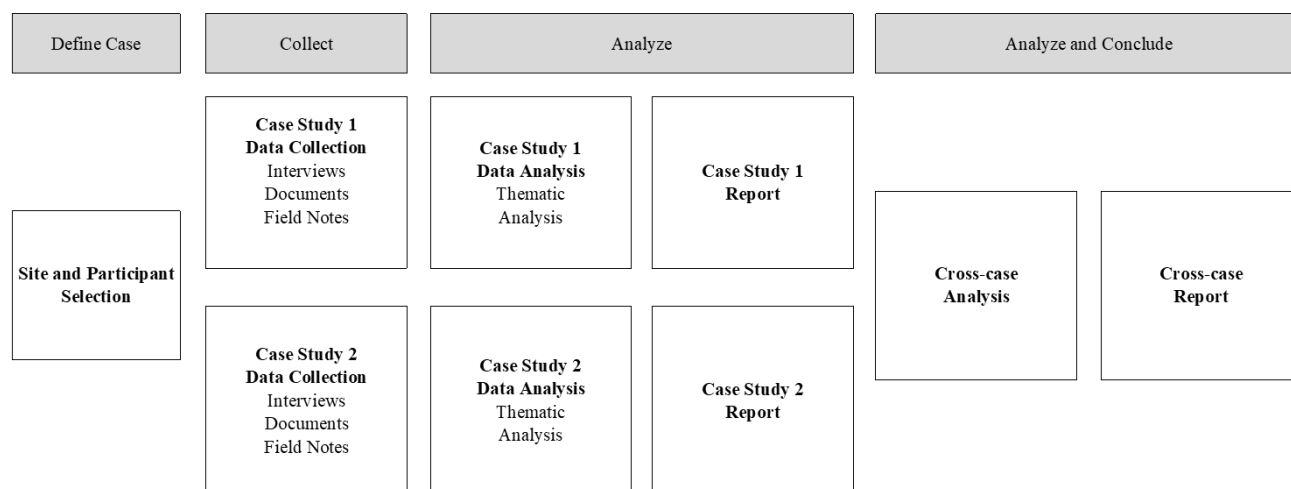 Define Case
Collect
Analyze
Analyze and Conclude
Site and Participant
Selection
Case Study 1
Data Collection
Interviews
Documents
Field Notes
Case Study 1
Data Analysis
Thematic
Analysis
Case Study 1
Report
Case Study 2
Data Collection
Interviews
Documents
Field Notes
Case Study 2
Data Analysis
Thematic
Analysis
Case Study 2
Report
Cross-case
Analysis
Cross-case
Report